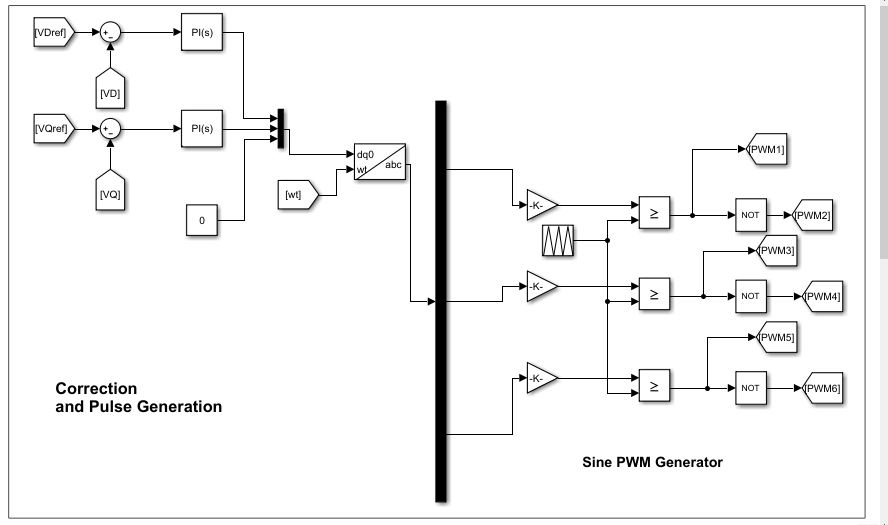 [VDref]
+
-
PI(s)
[VD]
[VQref]
+
-
PI(s)
[VQ]
[wt]
0
dq0
wt
abc
-K-
≥
[PWM1]
NOT
[PWM2]
[PWM3]
-K-
≥
NOT
[PWM4]
[PWM5]
-K-
≥
NOT
[PWM6]
Correction
and Pulse Generation
Sine PWM Generator